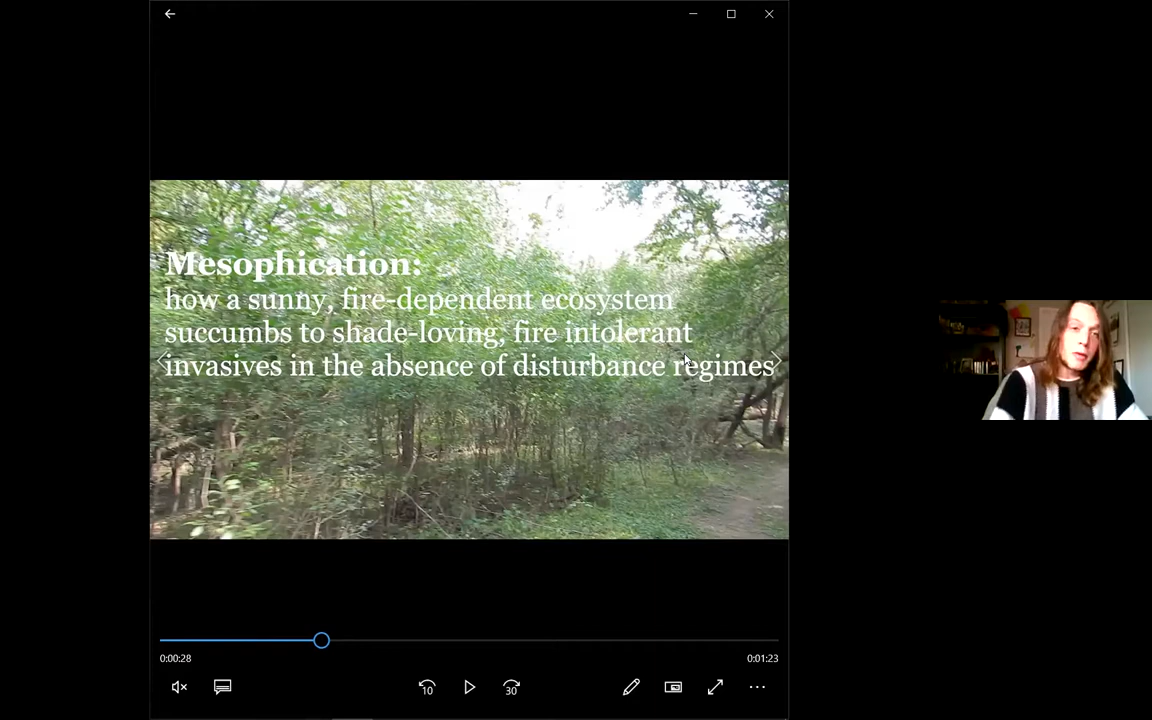 Mesophication:
how a sunny, fire-dependent ecosystem
succumbs to shade-loving, fire intolerant
invasives in the absence of disturbance regimes
0:00:28
0:01:23
10
30